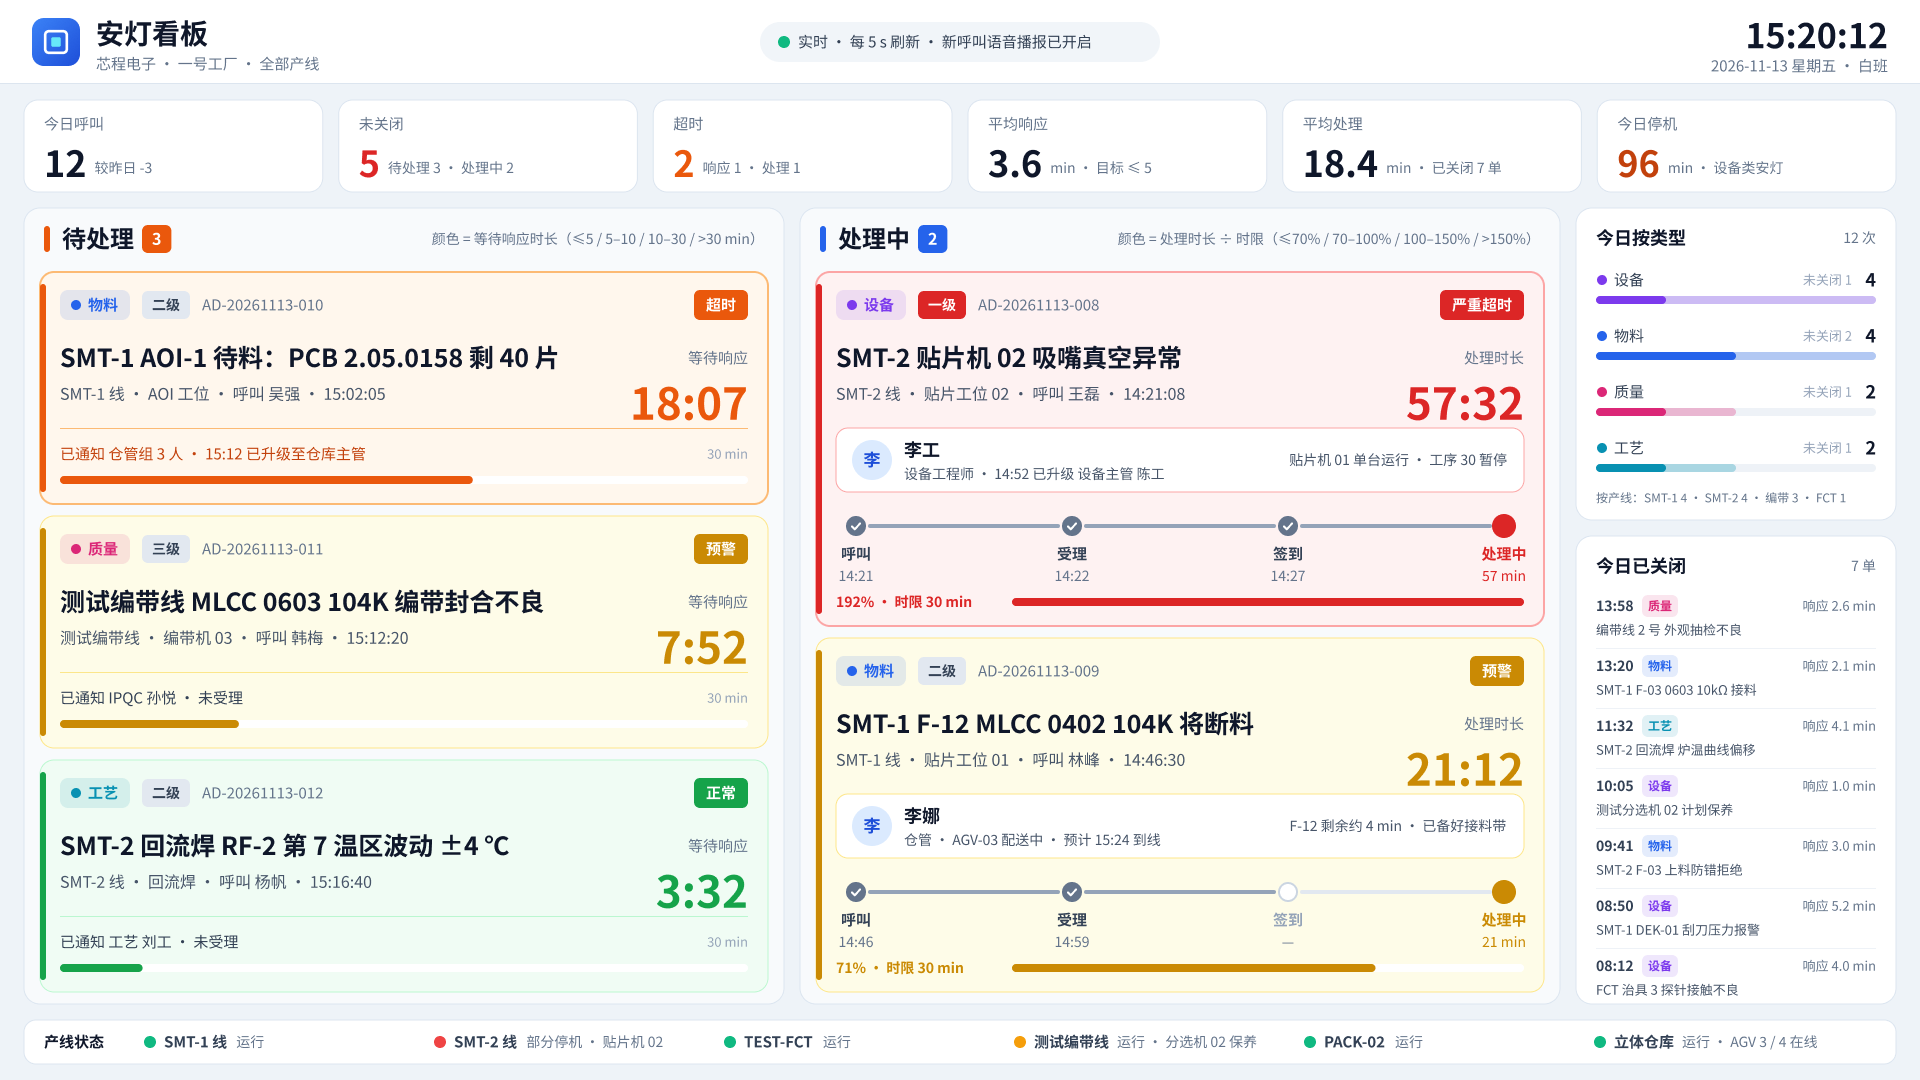 安灯看板
芯程电子 • 一号工厂 • 全部产线
实时 • 每 5 s 刷新 • 新呼叫语音播报已开启
15:20:12
2026-11-13 星期五 • 白班
今日呼叫
12 较昨日 -3
未关闭
5 待处理 3 • 处理中 2
超时
2 响应 1 • 处理 1
平均响应
3.6 min • 目标 ≤ 5
平均处理
18.4 min • 已关闭 7 单
今日停机
96 min • 设备类安灯
待处理 3 颜色 = 等待响应时长（≤5 / 5–10 / 10–30 / >30 min）
物料 二级 AD-20261113-010 超时
SMT-1 AOI-1 待料：PCB 2.05.0158 剩 40 片 等待响应
SMT-1 线 • AOI 工位 • 呼叫 吴强 • 15:02:05 18:07
已通知 仓管组 3 人 • 15:12 已升级至仓库主管 30 min
质量 三级 AD-20261113-011 预警
测试编带线 MLCC 0603 104K 编带封合不良 等待响应
测试编带线 • 编带机 03 • 呼叫 韩梅 • 15:12:20 7:52
已通知 IPQC 孙悦 • 未受理 30 min
工艺 二级 AD-20261113-012 正常
SMT-2 回流焊 RF-2 第 7 温区波动 ±4 ℃ 等待响应
SMT-2 线 • 回流焊 • 呼叫 杨帆 • 15:16:40 3:32
已通知 工艺 刘工 • 未受理 30 min
处理中 2 颜色 = 处理时长 ÷ 时限（≤70% / 70–100% / 100–150% / >150%）
设备 一级 AD-20261113-008 严重超时
SMT-2 贴片机 02 吸嘴真空异常 处理时长
SMT-2 线 • 贴片工位 02 • 呼叫 王磊 • 14:21:08 57:32
李 李工
设备工程师 • 14:52 已升级 设备主管 陈工 贴片机 01 单台运行 • 工序 30 暂停
呼叫 受理 签到 处理中
14:21 14:22 14:27 57 min
192% • 时限 30 min
物料 二级 AD-20261113-009 预警
SMT-1 F-12 MLCC 0402 104K 将断料 处理时长
SMT-1 线 • 贴片工位 01 • 呼叫 林峰 • 14:46:30 21:12
李 李娜
仓管 • AGV-03 配送中 • 预计 15:24 到线 F-12 剩余约 4 min • 已备好接料带
呼叫 受理 签到 处理中
14:46 14:59 — 21 min
71% • 时限 30 min
今日按类型 12 次
设备 未关闭 1 4
物料 未关闭 2 4
质量 未关闭 1 2
工艺 未关闭 1 2
按产线：SMT-1 4 • SMT-2 4 • 编带 3 • FCT 1
今日已关闭 7 单
13:58 质量 响应 2.6 min
编带线 2 号 外观抽检不良
13:20 物料 响应 2.1 min
SMT-1 F-03 0603 10kΩ 接料
11:32 工艺 响应 4.1 min
SMT-2 回流焊 炉温曲线偏移
10:05 设备 响应 1.0 min
测试分选机 02 计划保养
09:41 物料 响应 3.0 min
SMT-2 F-03 上料防错拒绝
08:50 设备 响应 5.2 min
SMT-1 DEK-01 刮刀压力报警
08:12 设备 响应 4.0 min
FCT 治具 3 探针接触不良
产线状态 SMT-1 线 运行 SMT-2 线 部分停机 • 贴片机 02 TEST-FCT 运行 测试编带线 运行 • 分选机 02 保养 PACK-02 运行 立体仓库 运行 • AGV 3 / 4 在线